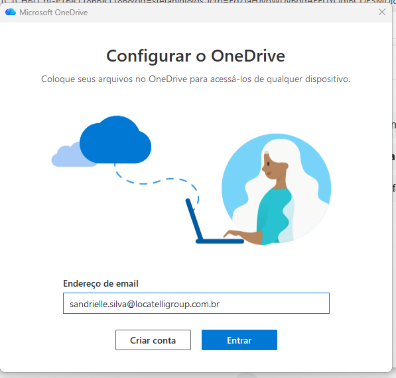 Microsoft OneDrive
Configurar o OneDrive
Coloque seus arquivos no OneDrive para acessá-los de qualquer dispositivo.
Endereço de email
sandrielle.silva@locatelligroup.com.br
Criar conta
Entrar